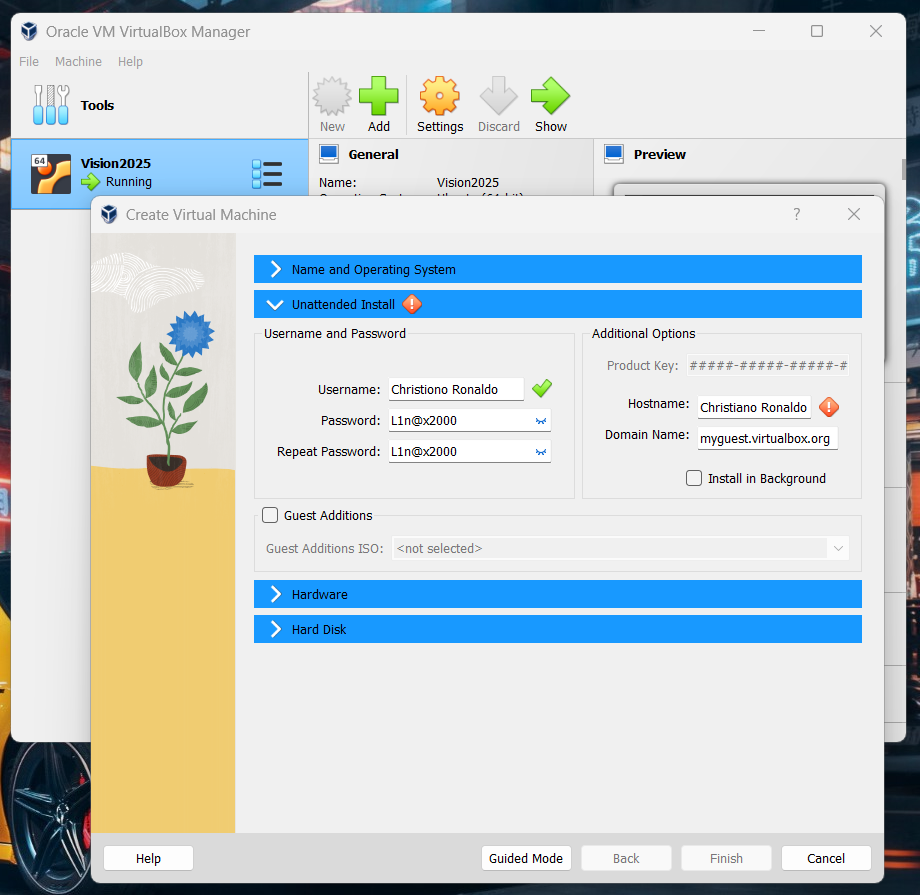 Oracle VM VirtualBox Manager
File Machine Help
Tools
New Add Settings Discard Show
64
Vision2025
Running
General
Name: Vision2025
Preview
Create Virtual Machine
?
Name and Operating System
Unattended Install
Username and Password
Username: Christiono Ronaldo
Password: L1n@x2000
Repeat Password: L1n@x2000
Additional Options
Product Key: #####-#####-#####-#
Hostname: Christiano Ronaldo
Domain Name: myguest.virtualbox.org
Install in Background
Guest Additions
Guest Additions ISO: <not selected>
Hardware
Hard Disk
Help Guided Mode Back Finish Cancel